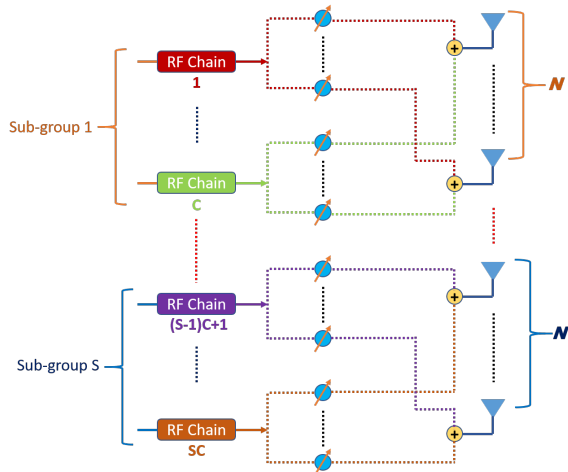 RF Chain
1
N
Sub-group 1
RF Chain
C
RF Chain
(S-1)C+1
N
Sub-group S
RF Chain
SC
+
+
+
+